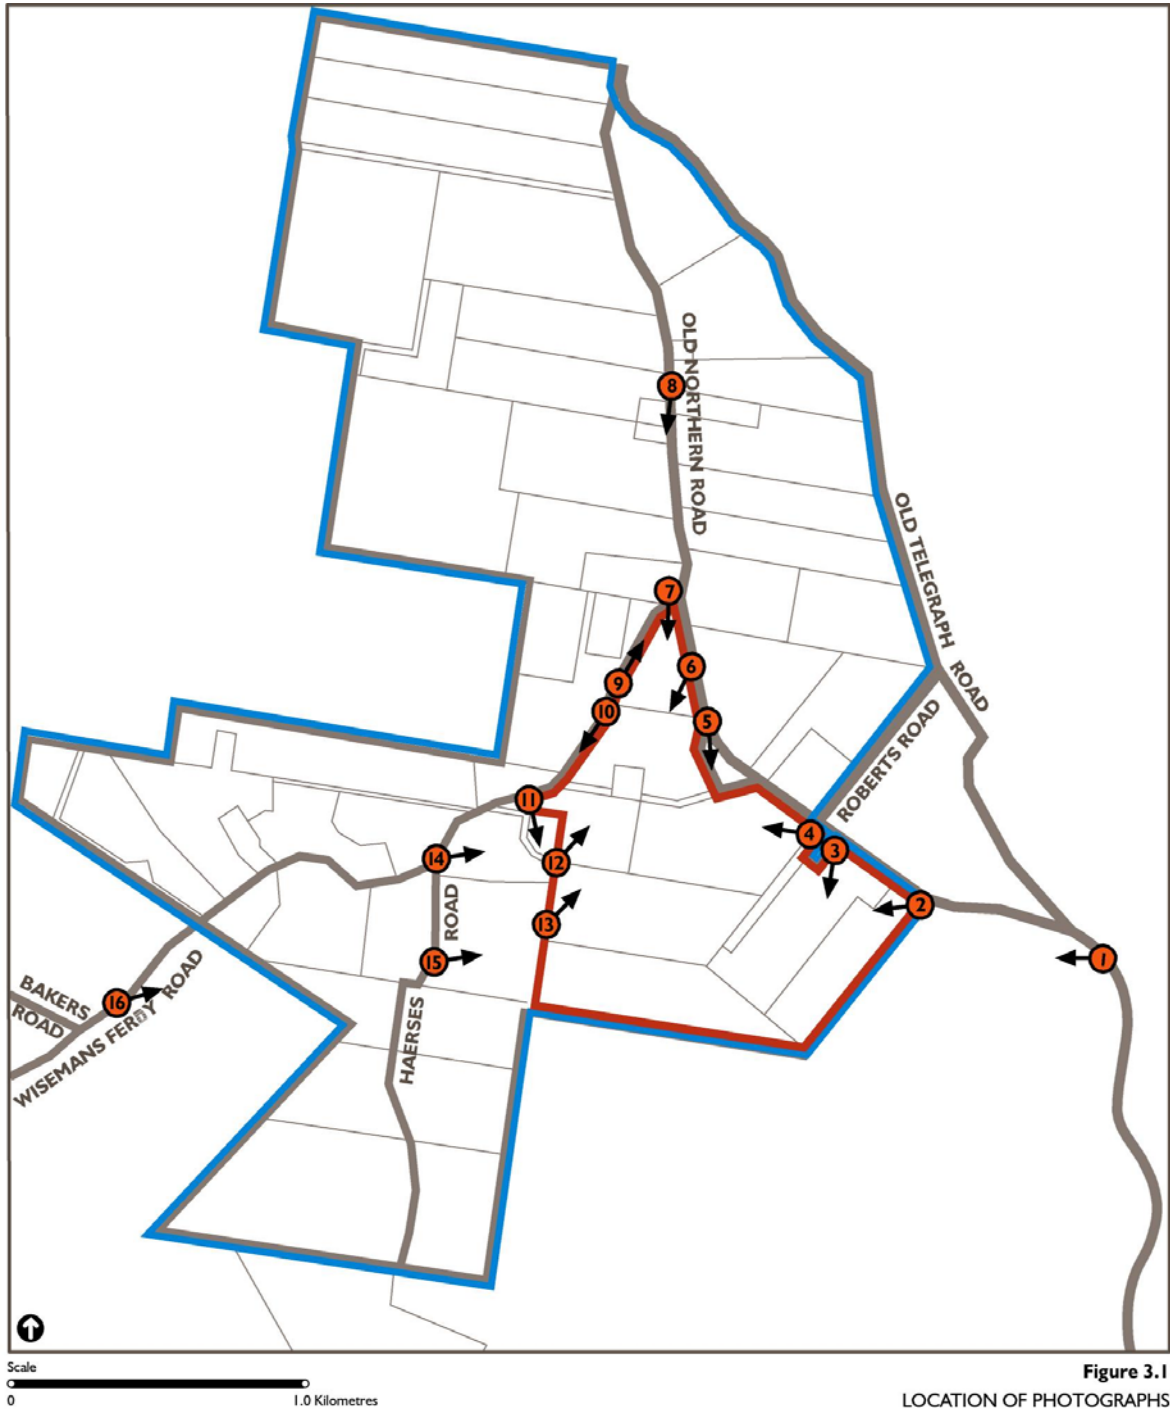 8
OLD NORTHERN ROAD
OLD TELEGRAPH ROAD
7
6
9
10
5
ROBERTS ROAD
11
4
3
12
14
2
ROAD
13
15
1
BAKERS
ROAD
16
WISEMANS FERRY ROAD
HAERSES
Scale
0
1.0 Kilometres
Figure 3.1
LOCATION OF PHOTOGRAPHS